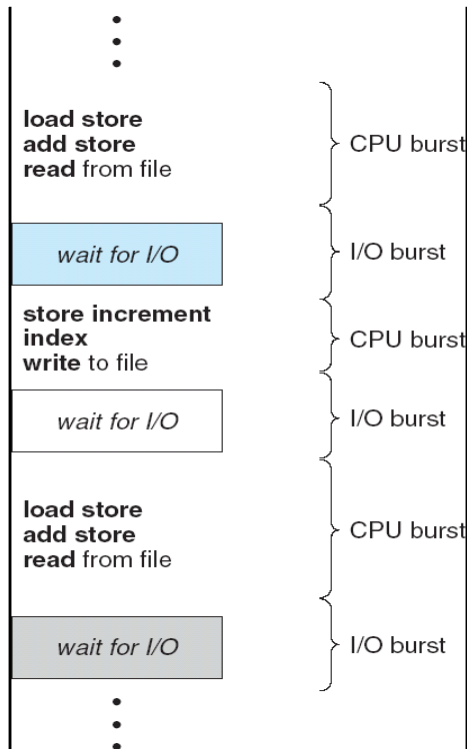 load store
add store
read from file
CPU burst
wait for I/O
I/O burst
store increment
index
write to file
CPU burst
wait for I/O
I/O burst
load store
add store
read from file
CPU burst
wait for I/O
I/O burst